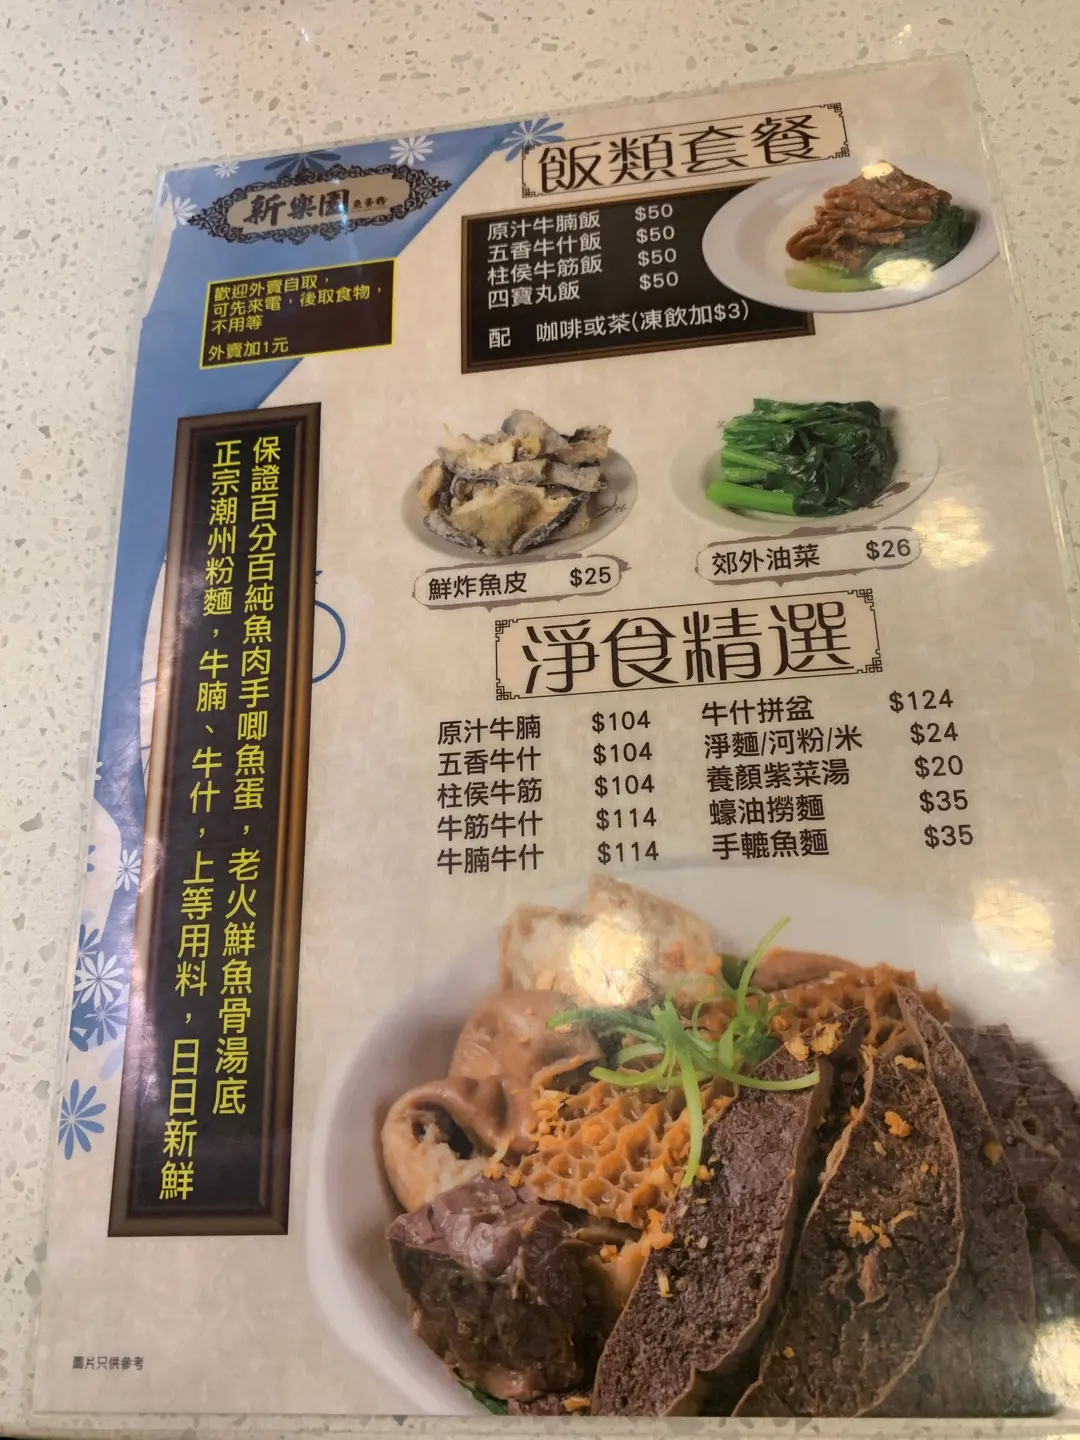 新樂園
飯類套餐
原汁牛腩飯 $50
五香牛什飯 $50
柱侯牛筋飯 $50
四寶丸飯 $50
配 咖啡或茶(凍飲加$3)
歡迎外賣自取，
可先來電，後取食物，
不用等
外賣加1元
保證百分百純魚肉手唧魚蛋，老火鮮魚骨湯底
正宗潮州粉麵，牛腩、牛什，上等用料，日日新鮮
鮮炸魚皮 $25
郊外油菜 $26
淨食精選
原汁牛腩 $104
五香牛什 $104
柱侯牛筋 $104
牛筋牛什 $114
牛腩牛什 $114
牛什拼盆 $124
淨麵/河粉/米 $24
養顏紫菜湯 $20
蠔油撈麵 $35
手轆魚麵 $35
圖片只供參考